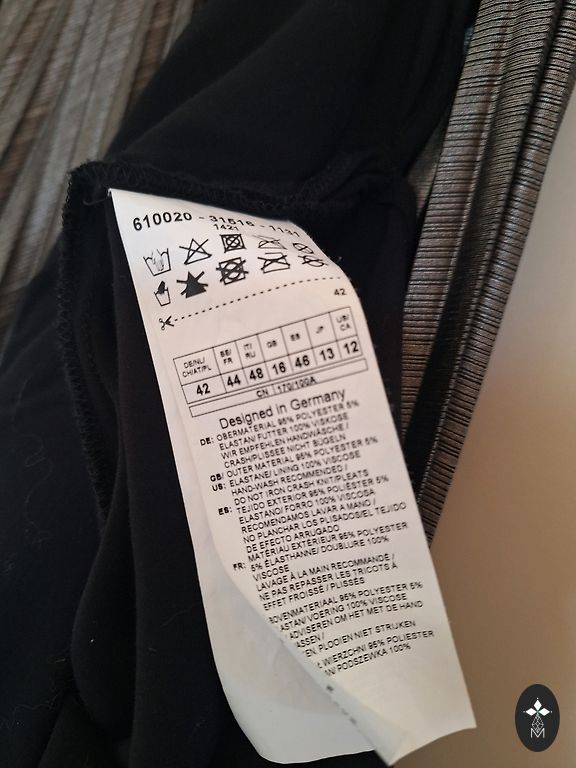 610020 - 31516 - 1131
1421
42
DE/NL/
CH/AT/PL
BE/
FR
IT/
RU
GB
ES
JP
US/
CA
42 44 48 16 46 13 12
CN 170/100A
Designed in Germany
DE: OBERMATERIAL 95% POLYESTER 5%
ELASTAN/ FUTTER 100% VISKOSE
WIR EMPFEHLEN HANDWÄSCHE /
CRASH/PLISSEE NICHT BÜGELN
GB/ OUTER MATERIAL 95% POLYESTER 5%
US: ELASTANE/ LINING 100% VISCOSE
HAND-WASH RECOMMENDED /
DO NOT IRON CRASH KNIT/PLEATS
ES: TEJIDO EXTERIOR 95% POLIÉSTER 5%
ELASTANO/ FORRO 100% VISCOSA
RECOMENDAMOS LAVAR A MANO /
NO PLANCHAR LOS PLISADOS/EL TEJIDO
DE EFECTO ARRUGADO
FR: MATÉRIAU EXTÉRIEUR 95% POLYESTER
5% ÉLASTHANNE/ DOUBLURE 100%
VISCOSE
LAVAGE À LA MAIN RECOMMANDÉ /
NE PAS REPASSER LES TRICOTS À
EFFET FROISSÉ / PLISSÉS
BOVENMATERIAAL 95% POLYESTER 5%
ELASTAN/ VOERING 100% VISCOSE
ADVISEREN OM HET MET DE HAND
WASSEN /
PLOOIEN NIET STRIJKEN
WIERZCHNI 95% POLIESTER
PODSZEWKA 100%